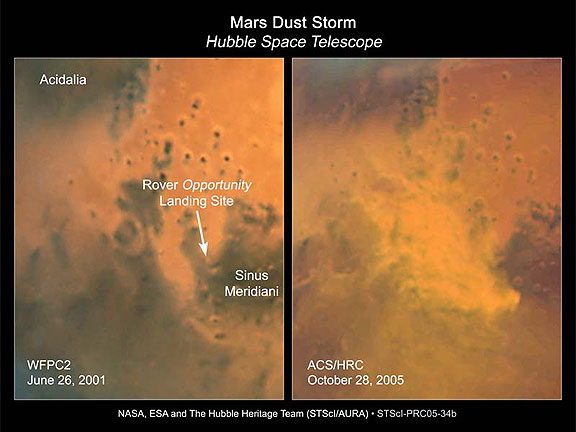 Mars Dust Storm
Hubble Space Telescope
Acidalia
Rover Opportunity
Landing Site
Sinus
Meridiani
WFPC2
June 26, 2001
ACS/HRC
October 28, 2005
NASA, ESA and The Hubble Heritage Team (STScI/AURA) • STScI-PRC05-34b